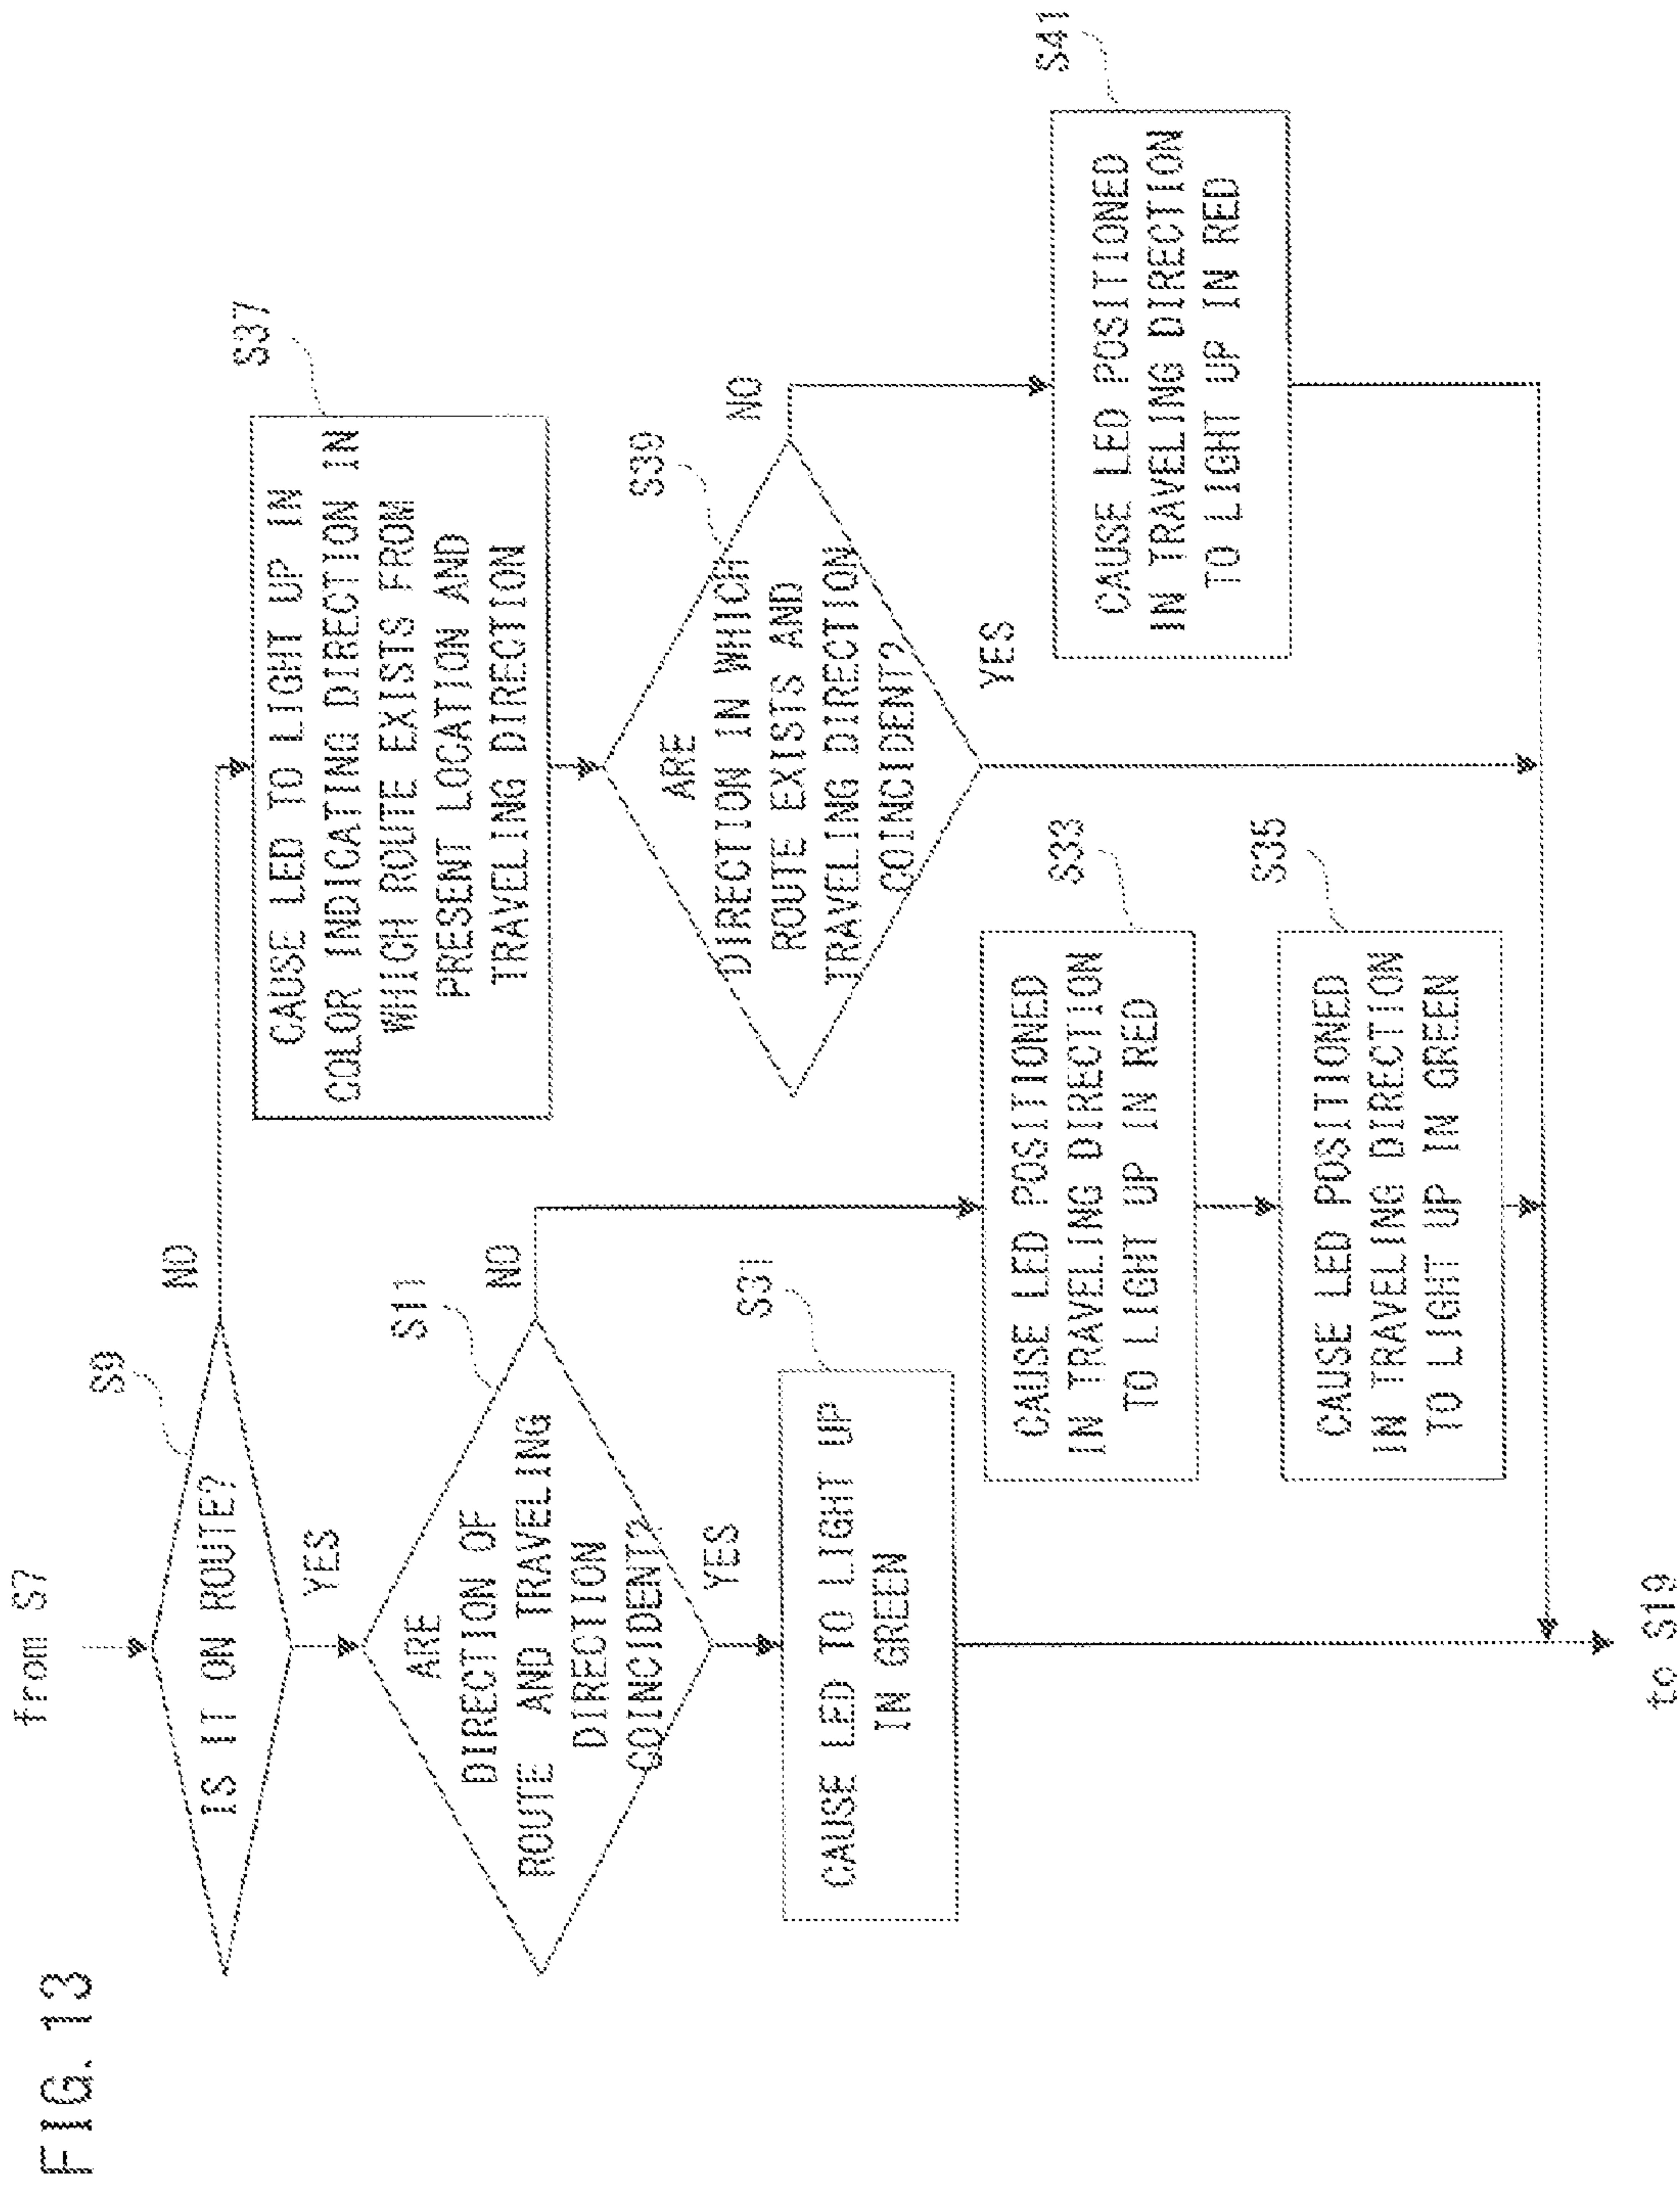 FIG. 13
from S7
S9
IS IT ON ROUTE?
NO
YES
S11
ARE
DIRECTION OF
ROUTE AND TRAVELING
DIRECTION
COINCIDENT?
NO
YES
S31
CAUSE LED TO LIGHT UP
IN GREEN
S33
CAUSE LED POSITIONED
IN TRAVELING DIRECTION
TO LIGHT UP IN RED
S35
CAUSE LED POSITIONED
IN TRAVELING DIRECTION
TO LIGHT UP IN GREEN
S37
CAUSE LED TO LIGHT UP IN
COLOR INDICATING DIRECTION IN
WHICH ROUTE EXISTS FROM
PRESENT LOCATION AND
TRAVELING DIRECTION
S39
ARE
DIRECTION IN WHICH
ROUTE EXISTS AND
TRAVELING DIRECTION
COINCIDENT?
NO
YES
S41
CAUSE LED POSITIONED
IN TRAVELING DIRECTION
TO LIGHT UP IN RED
to S19